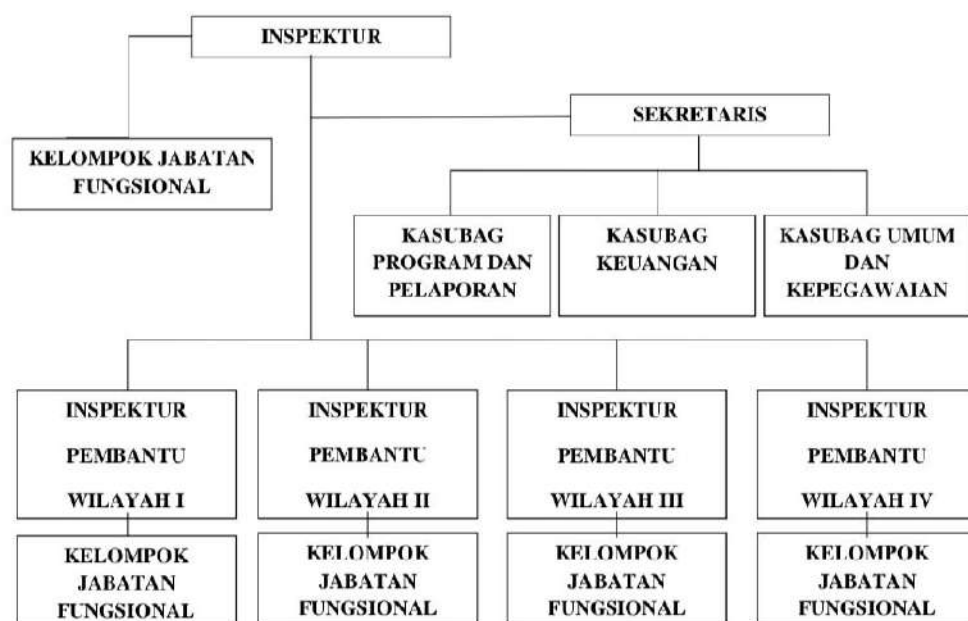 INSPEKTUR
SEKRETARIS
KELOMPOK JABATAN
FUNGSIONAL
KASUBAG
PROGRAM DAN
PELAPORAN
KASUBAG
KEUANGAN
KASUBAG UMUM
DAN
KEPEGAWAIAN
INSPEKTUR
PEMBANTU
WILAYAH I
INSPEKTUR
PEMBANTU
WILAYAH II
INSPEKTUR
PEMBANTU
WILAYAH III
INSPEKTUR
PEMBANTU
WILAYAH IV
KELOMPOK
JABATAN
FUNGSIONAL
KELOMPOK
JABATAN
FUNGSIONAL
KELOMPOK
JABATAN
FUNGSIONAL
KELOMPOK
JABATAN
FUNGSIONAL